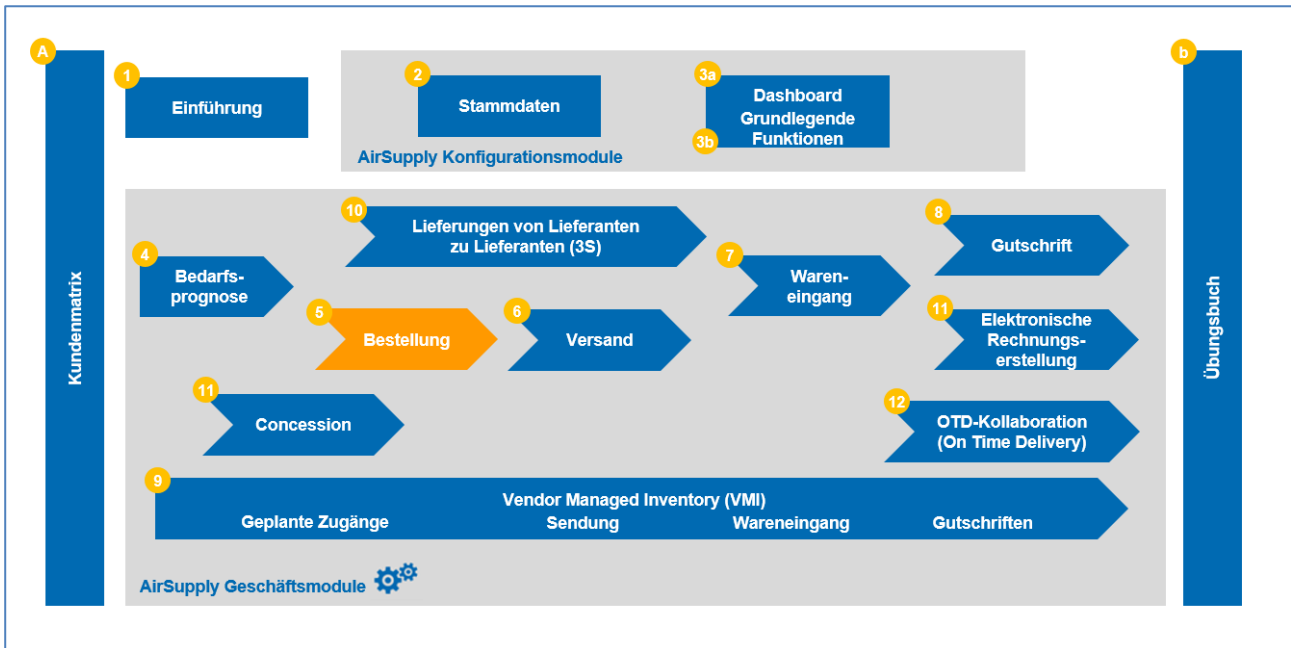 A
Kundenmatrix
1
Einführung
2
Stammdaten
3a
Dashboard
Grundlegende
3b
Funktionen
AirSupply Konfigurationsmodule
b
Übungsbuch
10
Lieferungen von Lieferanten
zu Lieferanten (3S)
8
Gutschrift
4
Bedarfs-
prognose
7
Waren-
eingang
5
Bestellung
6
Versand
11
Elektronische
Rechnungs-
erstellung
11
Concession
12
OTD-Kollaboration
(On Time Delivery)
9
Vendor Managed Inventory (VMI)
Geplante Zugänge Sendung Wareneingang Gutschriften
AirSupply Geschäftsmodule